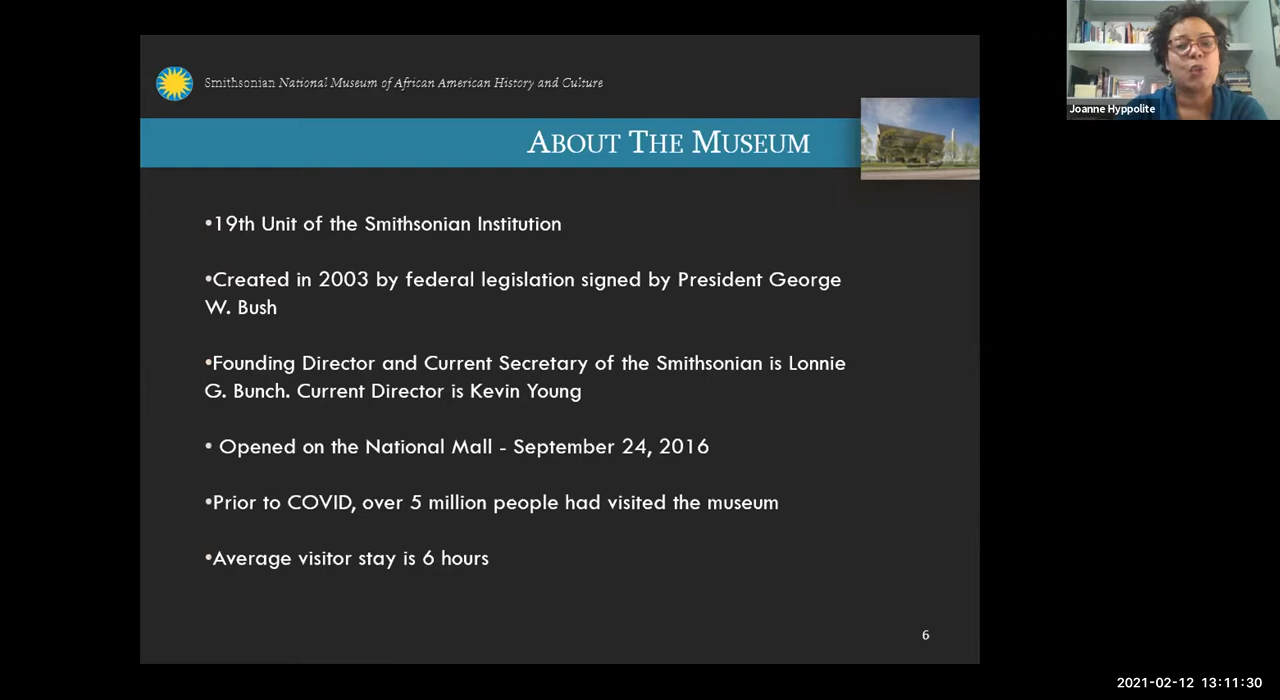 Smithsonian National Museum of African American History and Culture
Joanne Hyppolite
ABOUT THE MUSEUM
•19th Unit of the Smithsonian Institution
•Created in 2003 by federal legislation signed by President George
W. Bush
•Founding Director and Current Secretary of the Smithsonian is Lonnie
G. Bunch. Current Director is Kevin Young
• Opened on the National Mall - September 24, 2016
•Prior to COVID, over 5 million people had visited the museum
•Average visitor stay is 6 hours
6
2021-02-12 13:11:30